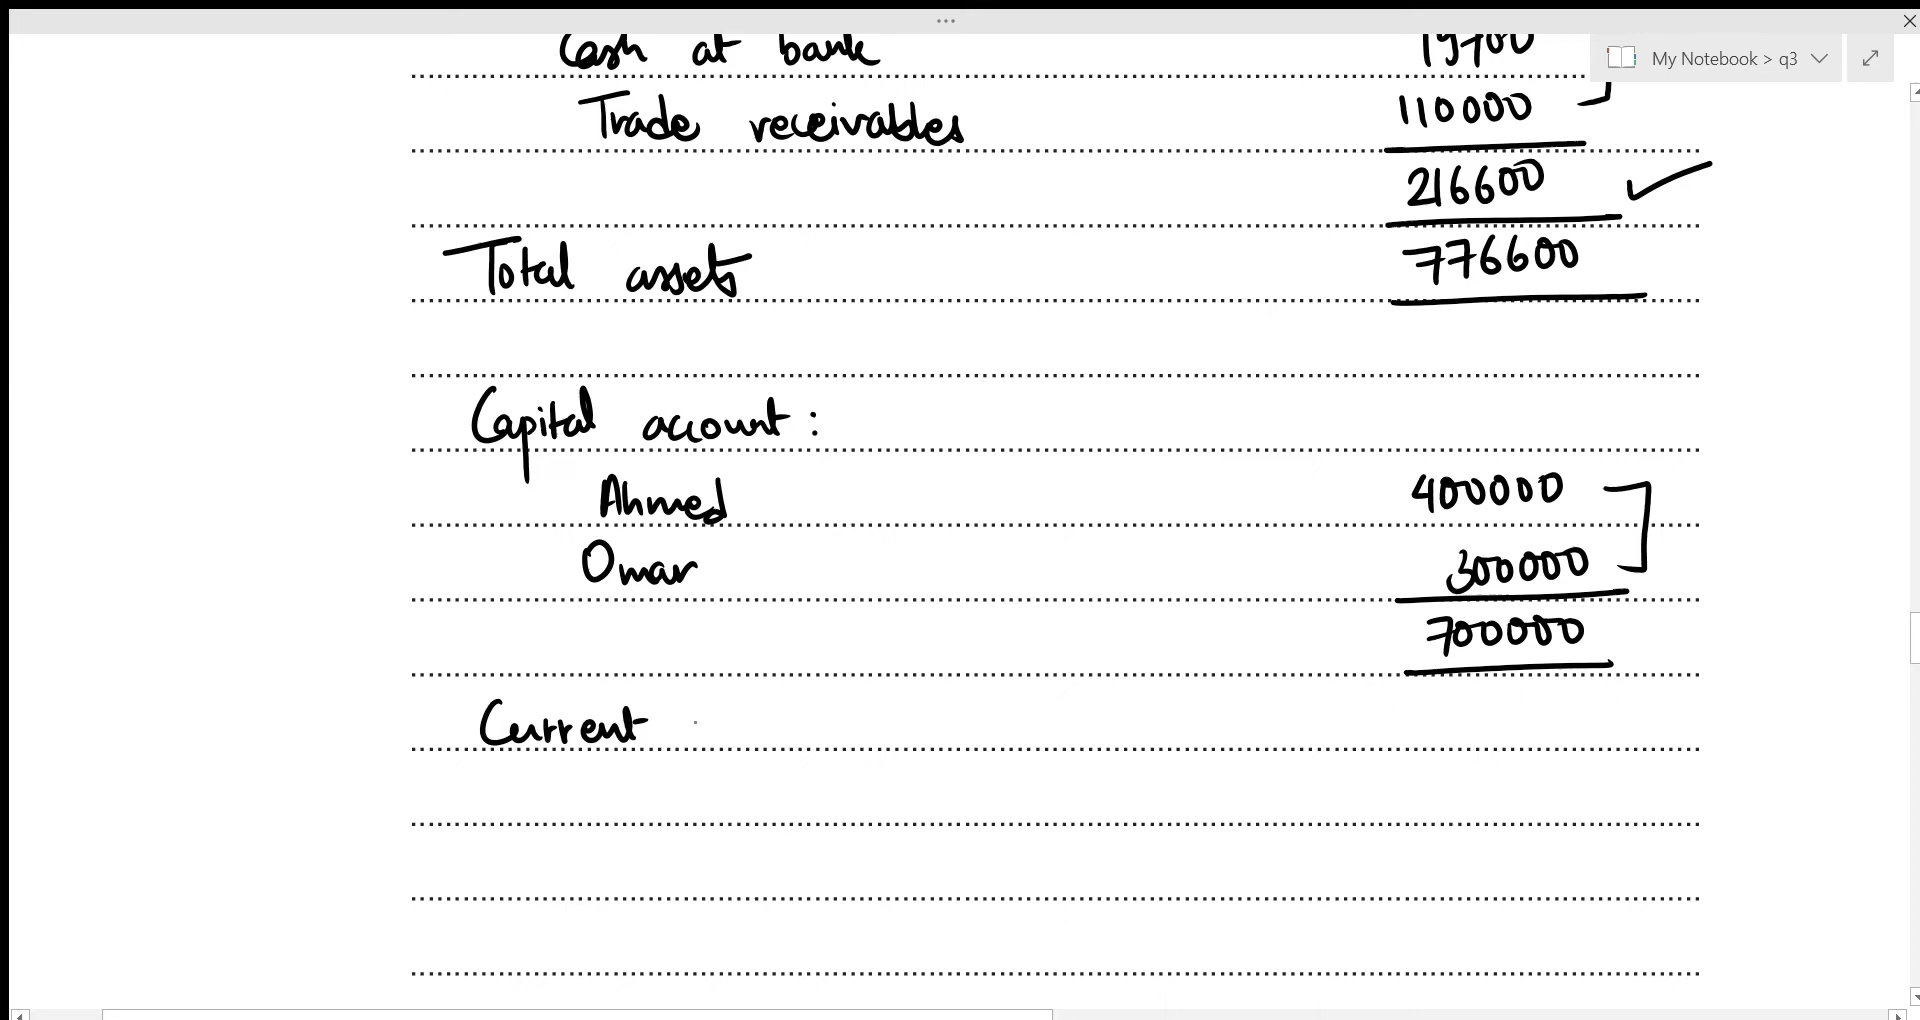 Cash at bank 19700
My Notebook > q3
Trade receivables 110000
216600
Total assets 776600
Capital account :
Ahmed 400000
Omar 300000
700000
Current